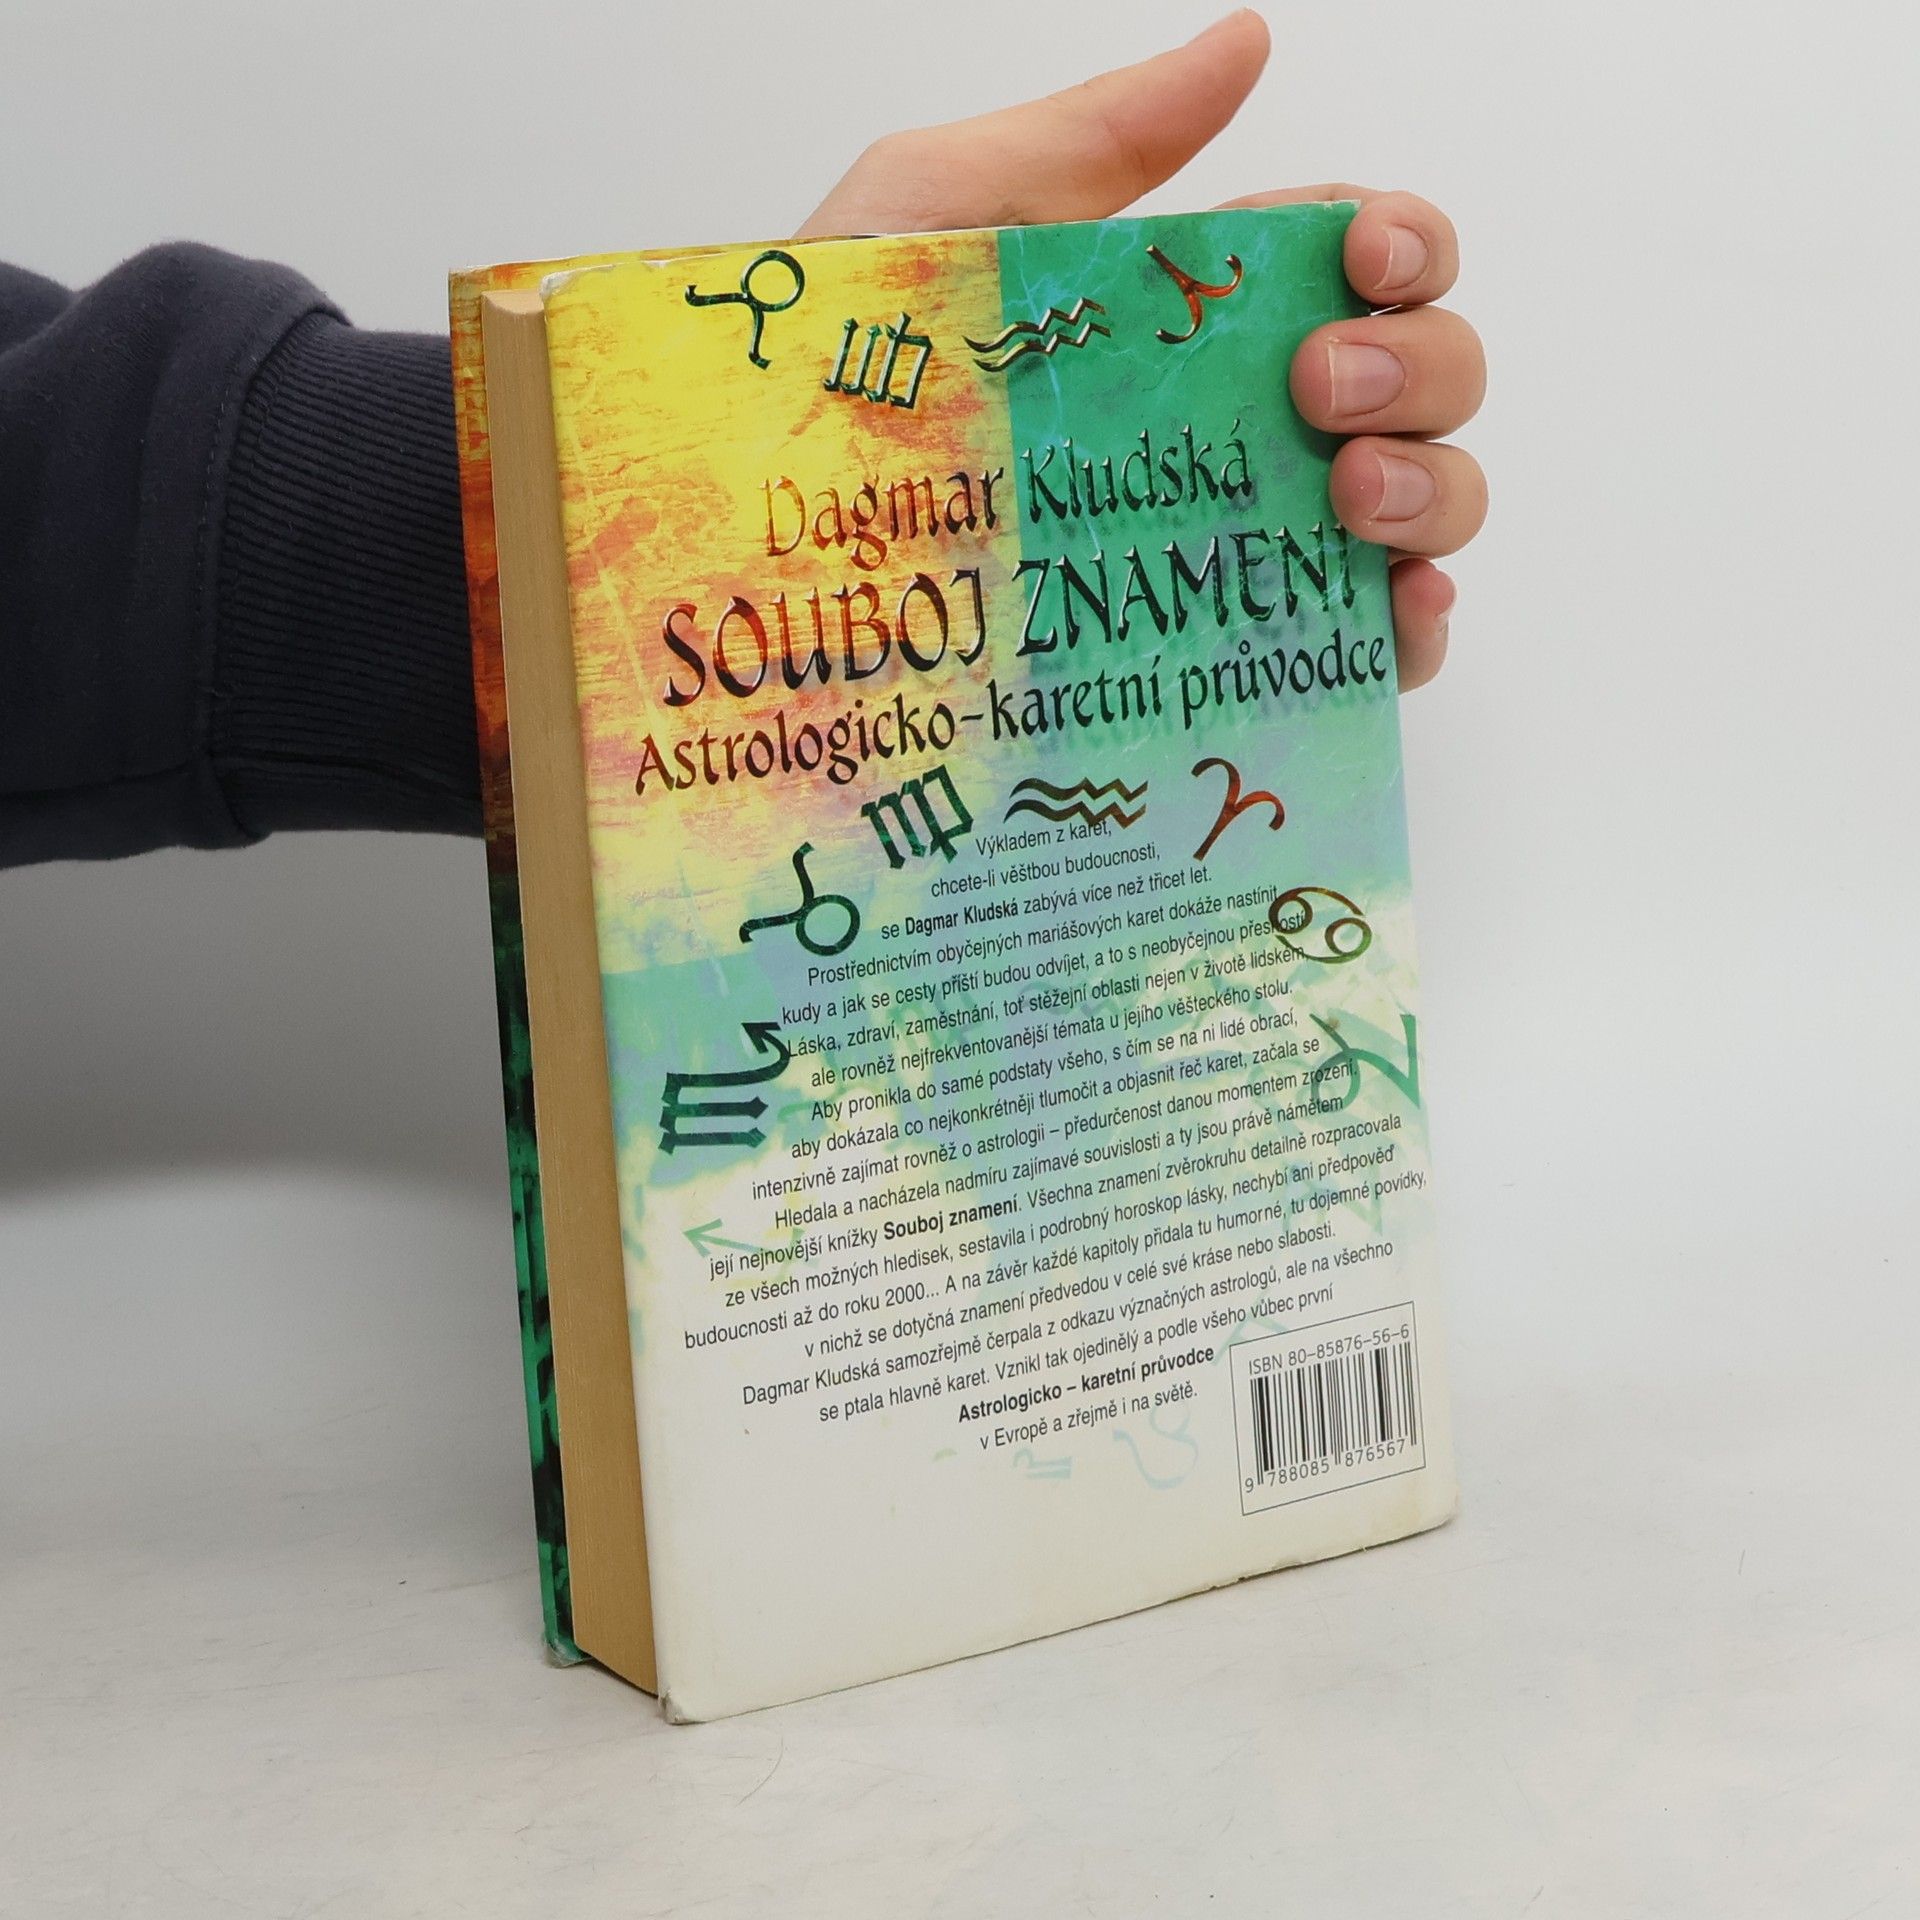 Dagmar Kludská
SOUBOJ ZNAMENÍ
Astrologicko-karetní průvodce
Výkladem z karet,
chcete-li věštbou budoucnosti,
se Dagmar Kludská zabývá více než třicet let.
Prostřednictvím obyčejných mariášových karet dokáže nastínit,
kudy a jak se cesty příští budou odvíjet, a to s neobyčejnou přesností.
Láska, zdraví, zaměstnání, toť stěžejní oblasti nejen v životě lidském,
ale rovněž nejfrekventovanější témata u jejího věšteckého stolu.
Aby pronikla do samé podstaty všeho, s čím se na ni lidé obrací,
aby dokázala co nejkonkrétněji tlumočit a objasnit řeč karet, začala se
intenzivně zajímat rovněž o astrologii – předurčenost danou momentem zrození.
Hledala a nacházela nadmíru zajímavé souvislosti a ty jsou právě námětem
její nejnovější knížky Souboj znamení. Všechna znamení zvěrokruhu detailně rozpracovala
ze všech možných hledisek, sestavila i podrobný horoskop lásky, nechybí ani předpověď
budoucnosti až do roku 2000... A na závěr každé kapitoly přidala tu humorné, tu dojemné povídky,
v nichž se dotyčná znamení předvedou v celé své kráse nebo slabosti.
Dagmar Kludská samozřejmě čerpala z odkazu význačných astrologů, ale na všechno
se ptala hlavně karet. Vznikl tak ojedinělý a podle všeho vůbec první
Astrologicko – karetní průvodce
v Evropě a zřejmě i na světě.
ISBN 80-85876-56-6
9 788085 876567